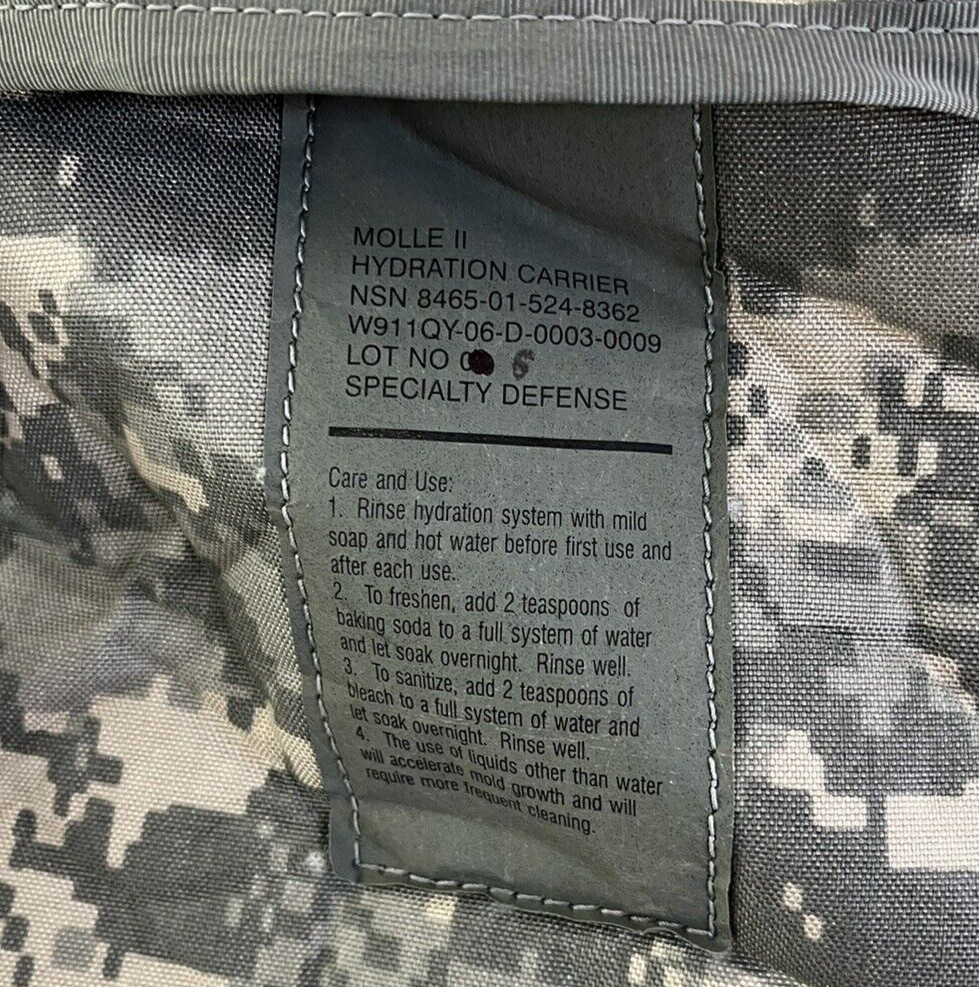 MOLLE II
HYDRATION CARRIER
NSN 8465-01-524-8362
W911QY-06-D-0003-0009
LOT NO 6
SPECIALTY DEFENSE
Care and Use:
1. Rinse hydration system with mild
soap and hot water before first use and
after each use.
2. To freshen, add 2 teaspoons of
baking soda to a full system of water
and let soak overnight. Rinse well.
3. To sanitize, add 2 teaspoons of
bleach to a full system of water and
let soak overnight. Rinse well.
4. The use of liquids other than water
will accelerate mold growth and will
require more frequent cleaning.